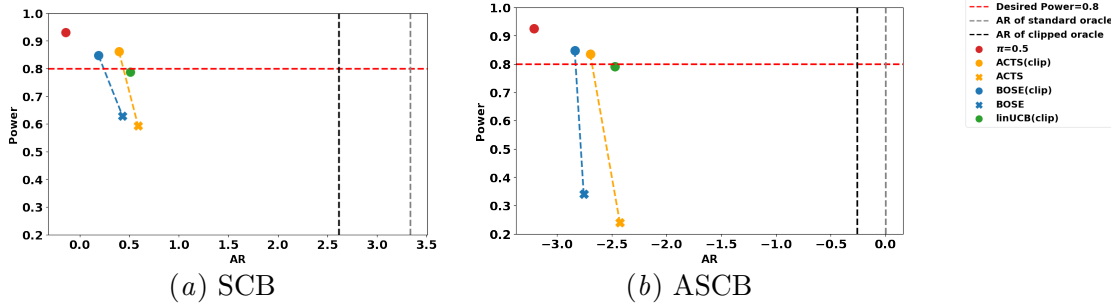 1.0
0.9
0.8
0.7
0.6
0.5
0.4
0.3
0.2
Power
0.0 0.5 1.0 1.5 2.0 2.5 3.0 3.5
AR
(a) SCB
1.0
0.9
0.8
0.7
0.6
0.5
0.4
0.3
0.2
Power
−3.0 −2.5 −2.0 −1.5 −1.0 −0.5 0.0
AR
(b) ASCB
Desired Power=0.8
AR of standard oracle
AR of clipped oracle
π=0.5
ACTS(clip)
ACTS
BOSE(clip)
BOSE
linUCB(clip)